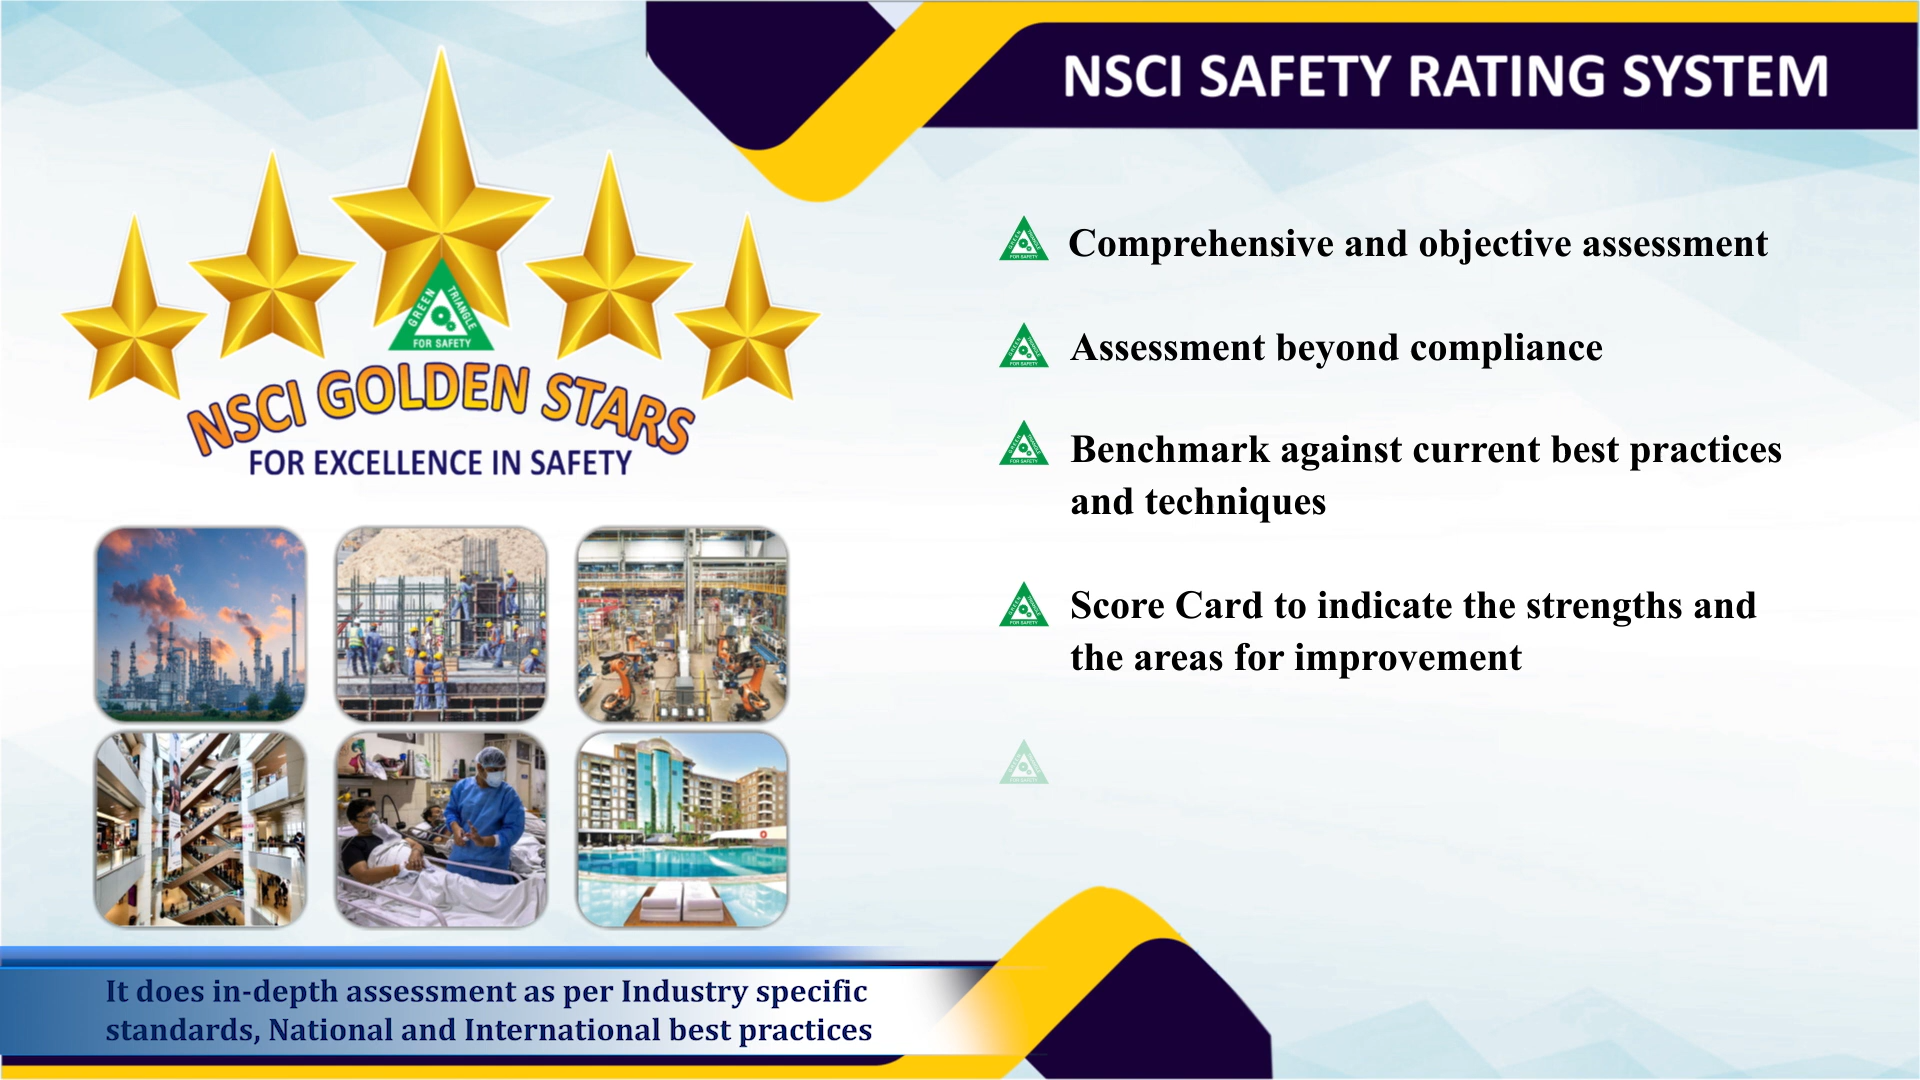 NSCI SAFETY RATING SYSTEM
GREEN TRIANGLE
FOR SAFETY
NSCI GOLDEN STARS
FOR EXCELLENCE IN SAFETY
Comprehensive and objective assessment
Assessment beyond compliance
Benchmark against current best practices
and techniques
Score Card to indicate the strengths and
the areas for improvement
It does in-depth assessment as per Industry specific
standards, National and International best practices